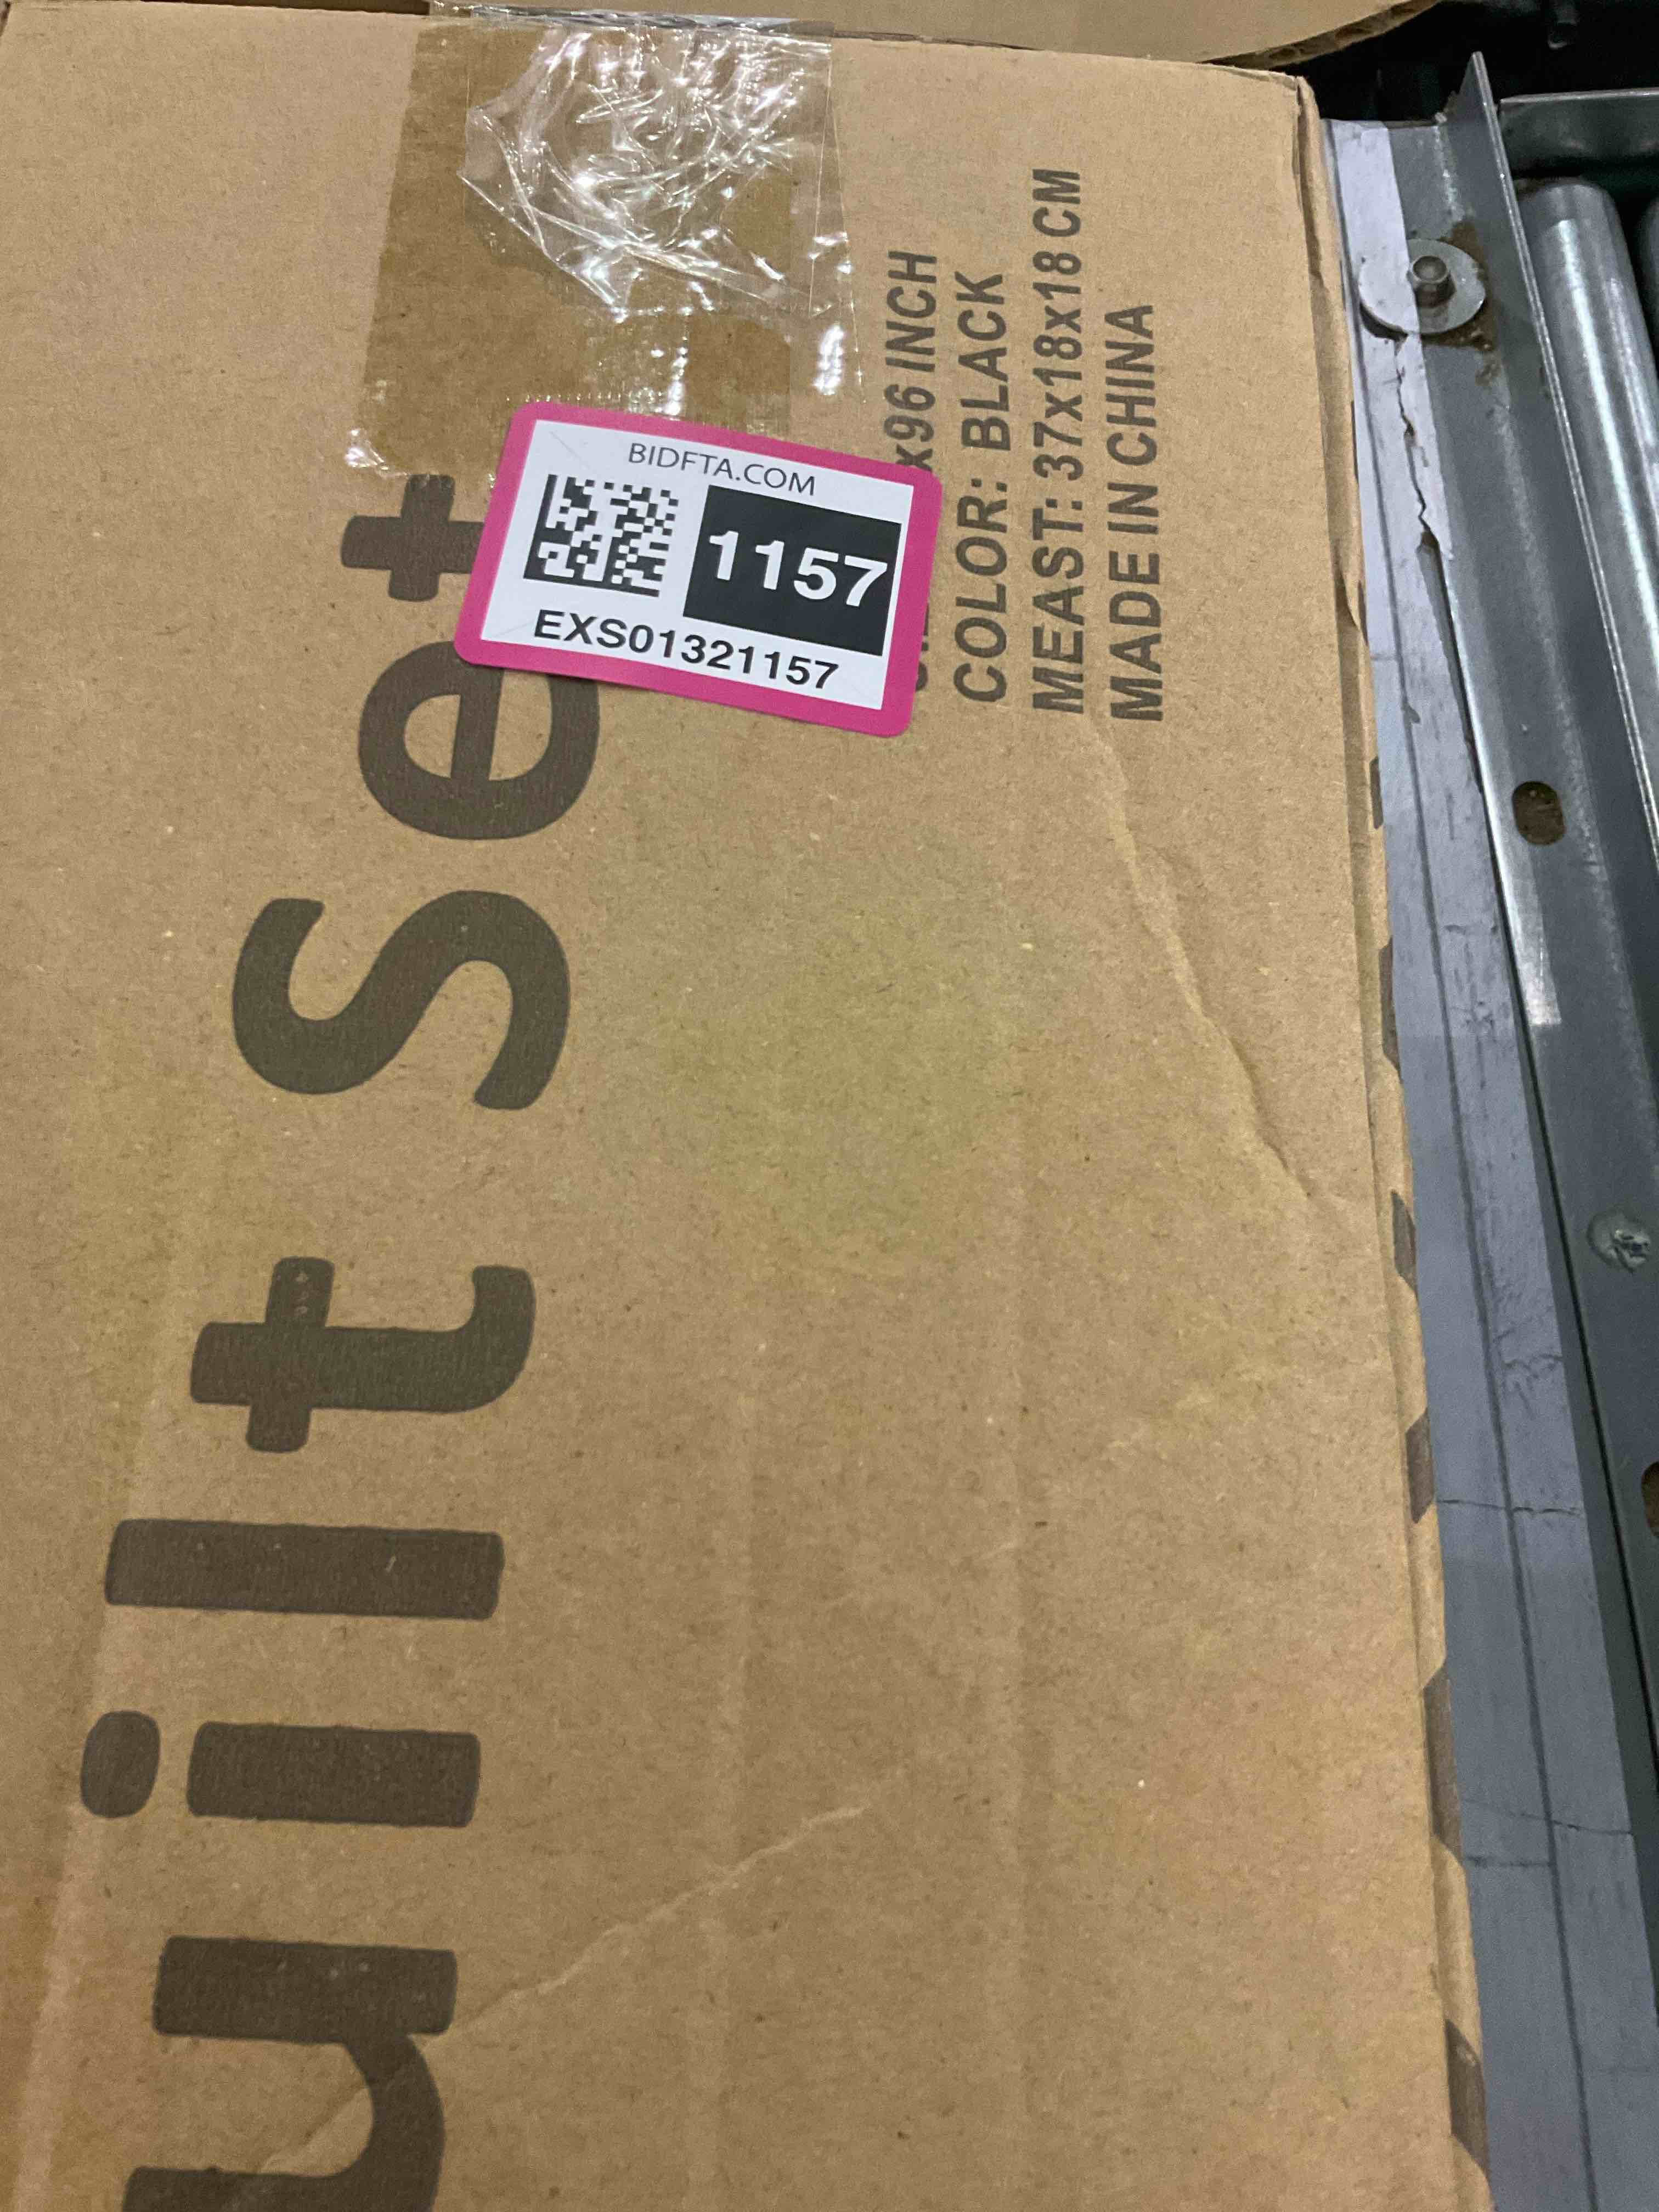 uilt Set
x96 INCH
COLOR: BLACK
MEAST: 37x18x18 CM
MADE IN CHINA
BIDFTA.COM
1157
EXS01321157